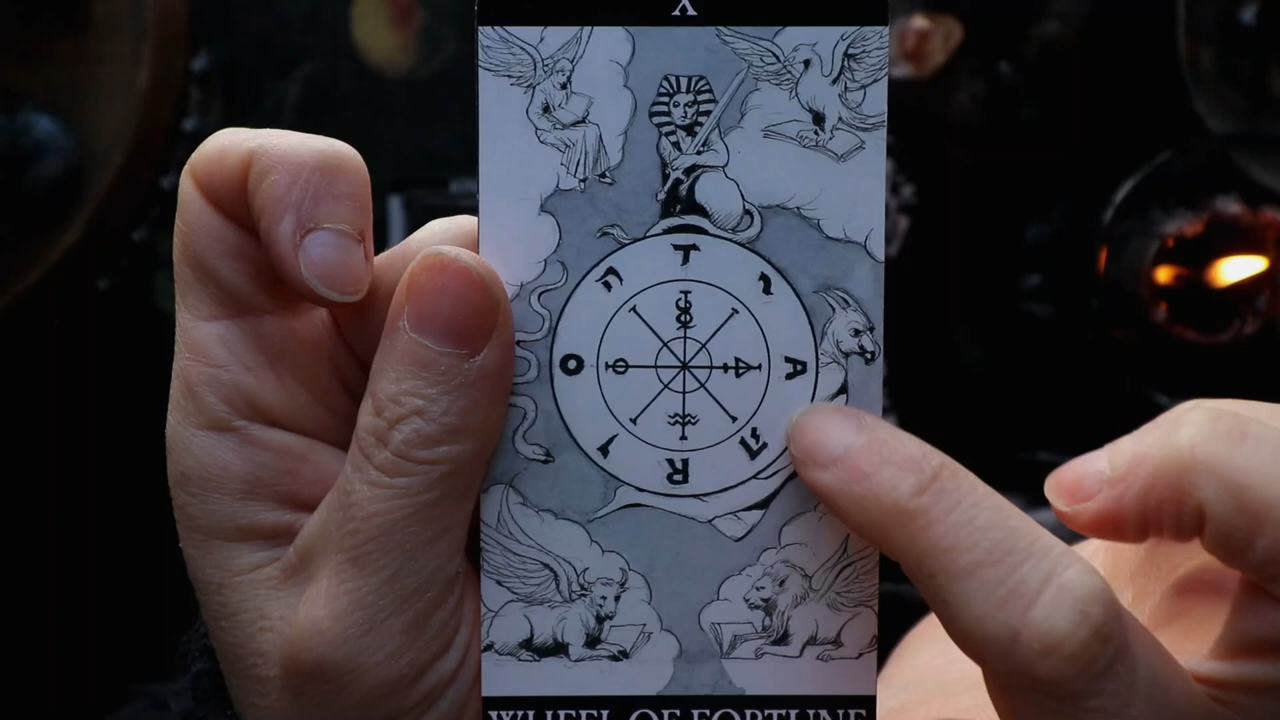 X
T י A ה R ו O ה
WHEEL OF FORTUNE